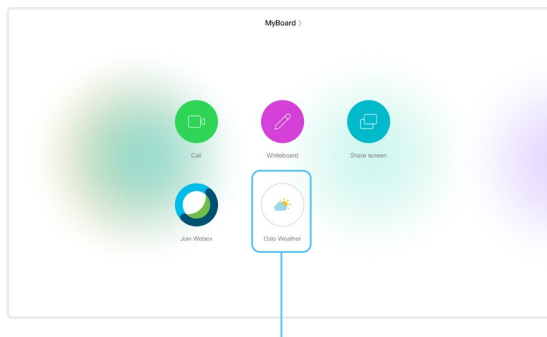 MyBoard >
Call
Whiteboard
Share screen
Join Webex
Oslo Weather